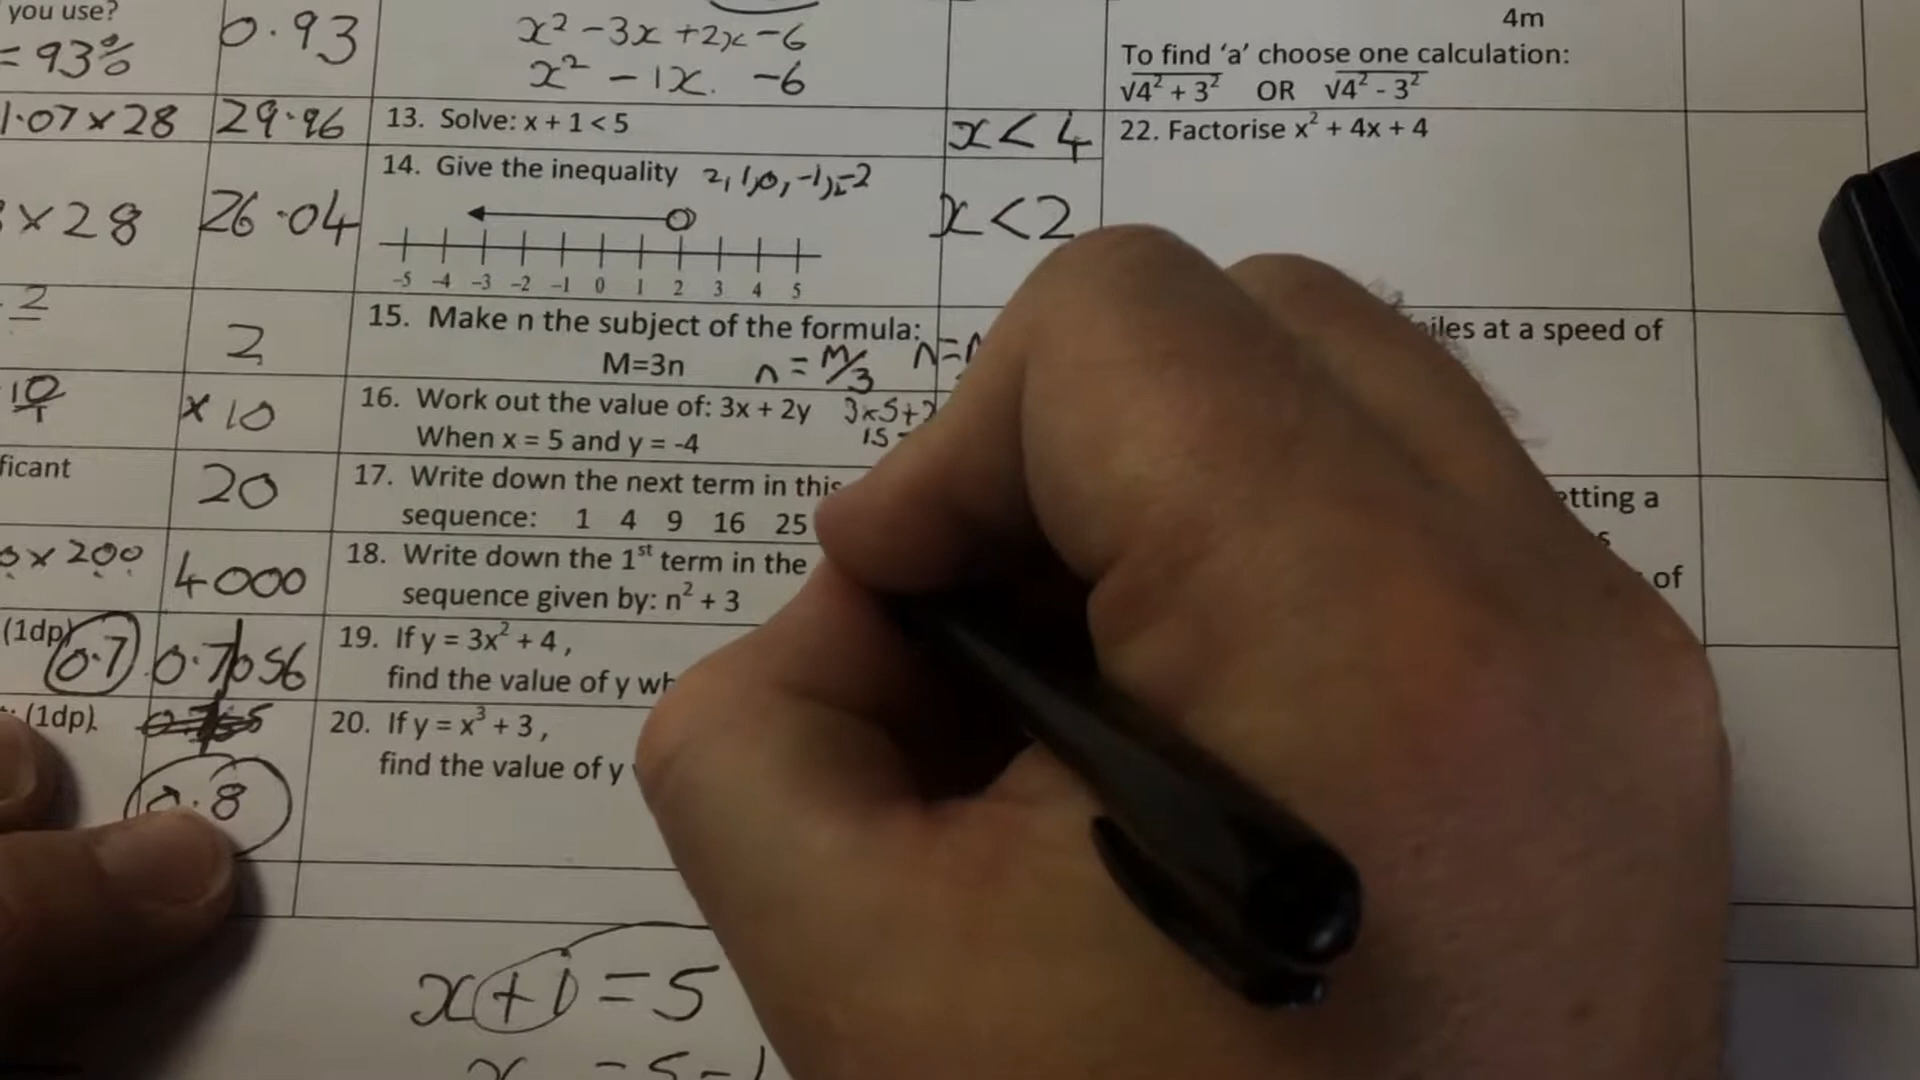 you use?
= 93%
0.93
1.07 × 28
29.96
× 28
26.04
2
2
10
× 10
ficant
20
× 200
4000
(1dp)
0.7
0.7056
(1dp).
0.8
x² - 3x + 2x - 6
x² - 1x. - 6
13. Solve: x + 1 < 5
x < 4
14. Give the inequality 2, 1, 0, -1, -2
x < 2
-5 -4 -3 -2 -1 0 1 2 3 4 5
15. Make n the subject of the formula:
M=3n n = M/3 n=
16. Work out the value of: 3x + 2y 3×5+2
When x = 5 and y = -4 15 -
17. Write down the next term in this
sequence: 1 4 9 16 25
18. Write down the 1st term in the
sequence given by: n² + 3
19. If y = 3x² + 4 ,
find the value of y wh
20. If y = x³ + 3 ,
find the value of y
x + 1 = 5
x = 5 - 1
4m
To find ‘a’ choose one calculation:
√4² + 3² OR √4² - 3²
22. Factorise x² + 4x + 4
iles at a speed of
etting a
s
of